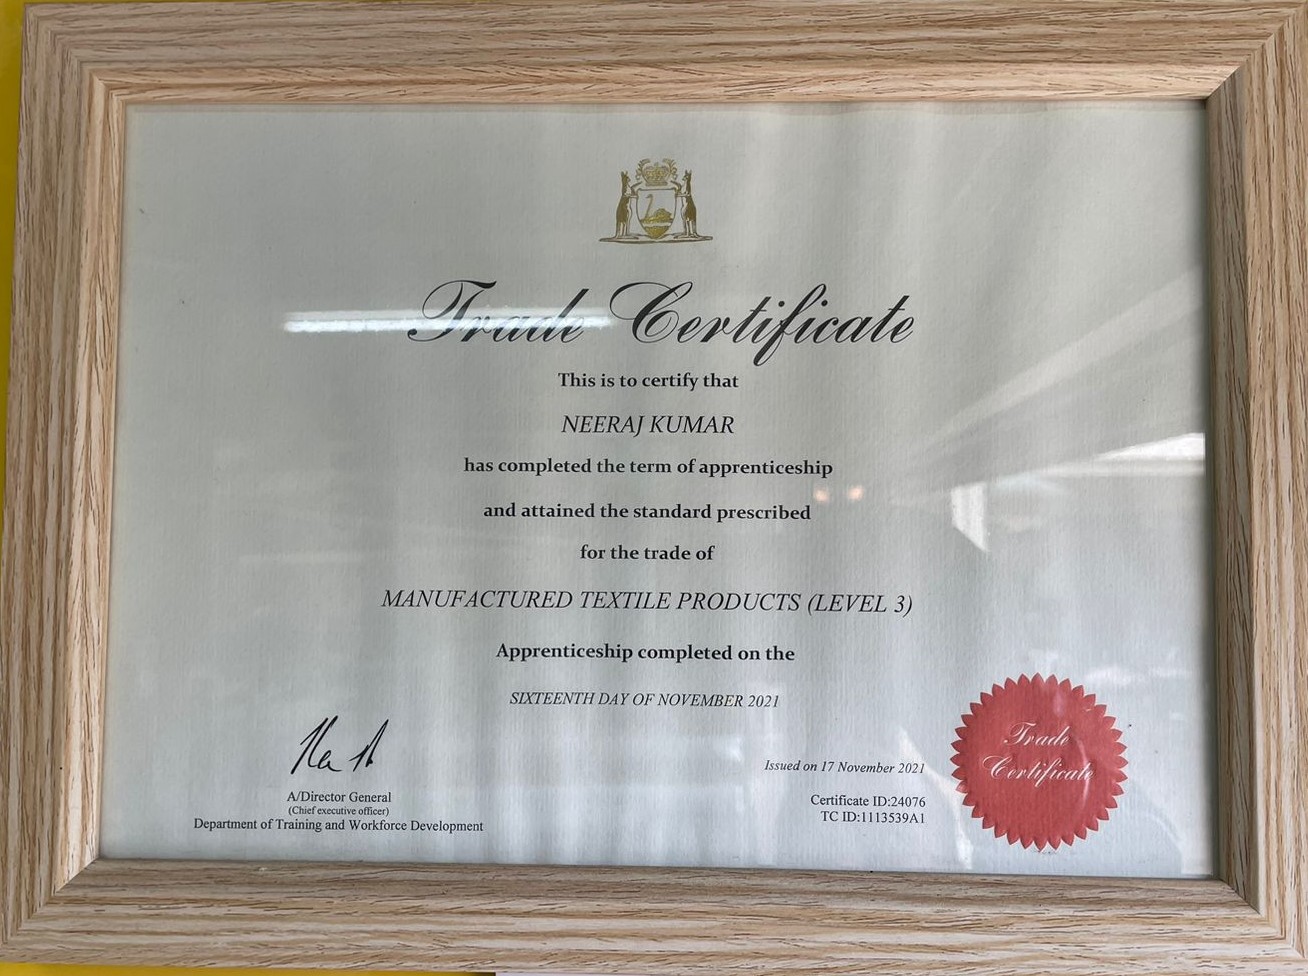 Trade Certificate
This is to certify that
NEERAJ KUMAR
has completed the term of apprenticeship
and attained the standard prescribed
for the trade of
MANUFACTURED TEXTILE PRODUCTS (LEVEL 3)
Apprenticeship completed on the
SIXTEENTH DAY OF NOVEMBER 2021
A/Director General
(Chief executive officer)
Department of Training and Workforce Development
Issued on 17 November 2021
Certificate ID:24076
TC ID:1113539A1
Trade
Certificate